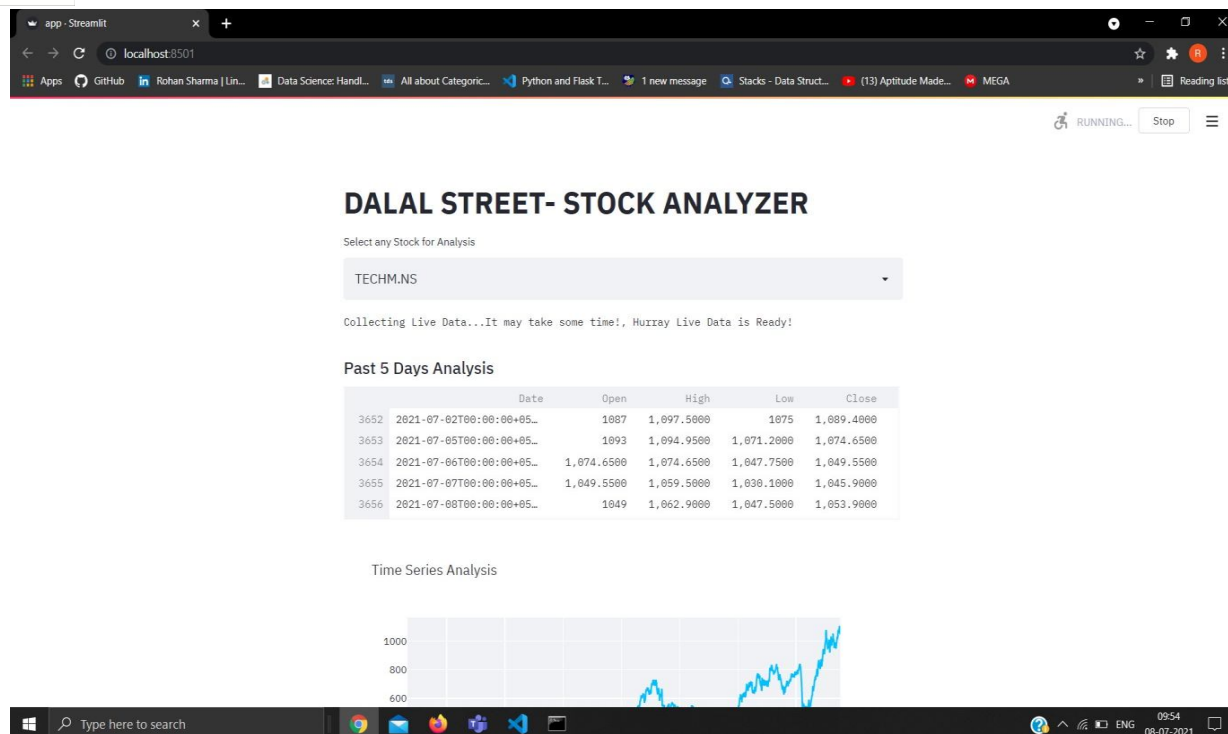 app · Streamlit
localhost:8501
Apps GitHub Rohan Sharma | Lin... Data Science: Handl... All about Categoric... Python and Flask T... 1 new message Stacks - Data Struct... (13) Aptitude Made... MEGA » Reading list
RUNNING... Stop
DALAL STREET- STOCK ANALYZER
Select any Stock for Analysis
TECHM.NS
Collecting Live Data...It may take some time!, Hurray Live Data is Ready!
Past 5 Days Analysis
Date Open High Low Close
3652 2021-07-02T00:00:00+05… 1087 1,097.5000 1075 1,089.4000
3653 2021-07-05T00:00:00+05… 1093 1,094.9500 1,071.2000 1,074.6500
3654 2021-07-06T00:00:00+05… 1,074.6500 1,074.6500 1,047.7500 1,049.5500
3655 2021-07-07T00:00:00+05… 1,049.5500 1,059.5000 1,030.1000 1,045.9000
3656 2021-07-08T00:00:00+05… 1049 1,062.9000 1,047.5000 1,053.9000
Time Series Analysis
1000
800
600
Type here to search
ENG
09:54
08-07-2021